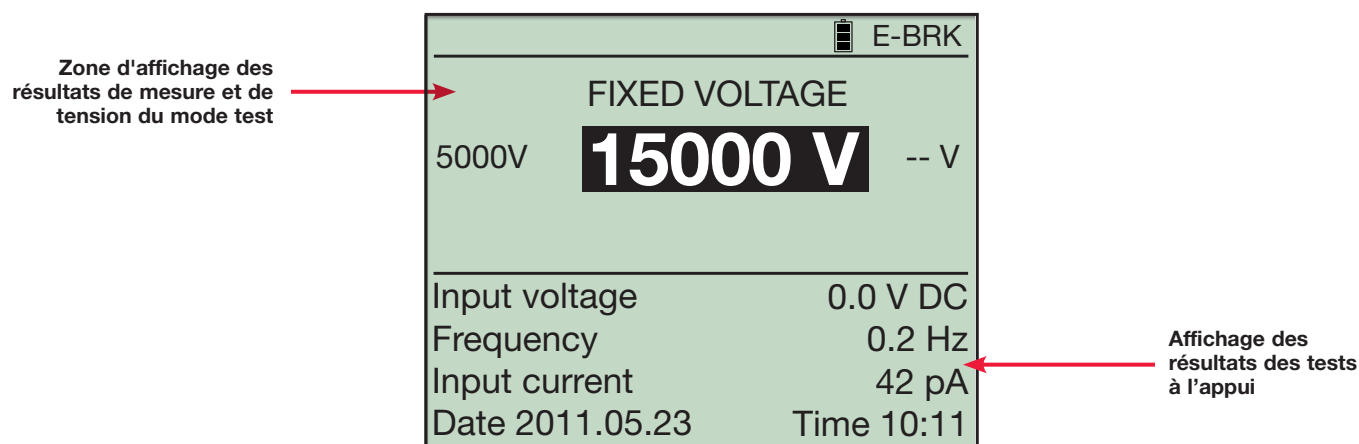 E-BRK
Zone d'affichage des
résultats de mesure et de
tension du mode test
FIXED VOLTAGE
5000V 15000 V -- V
Input voltage 0.0 V DC
Frequency 0.2 Hz
Input current 42 pA
Date 2011.05.23 Time 10:11
Affichage des
résultats des tests
à l’appui